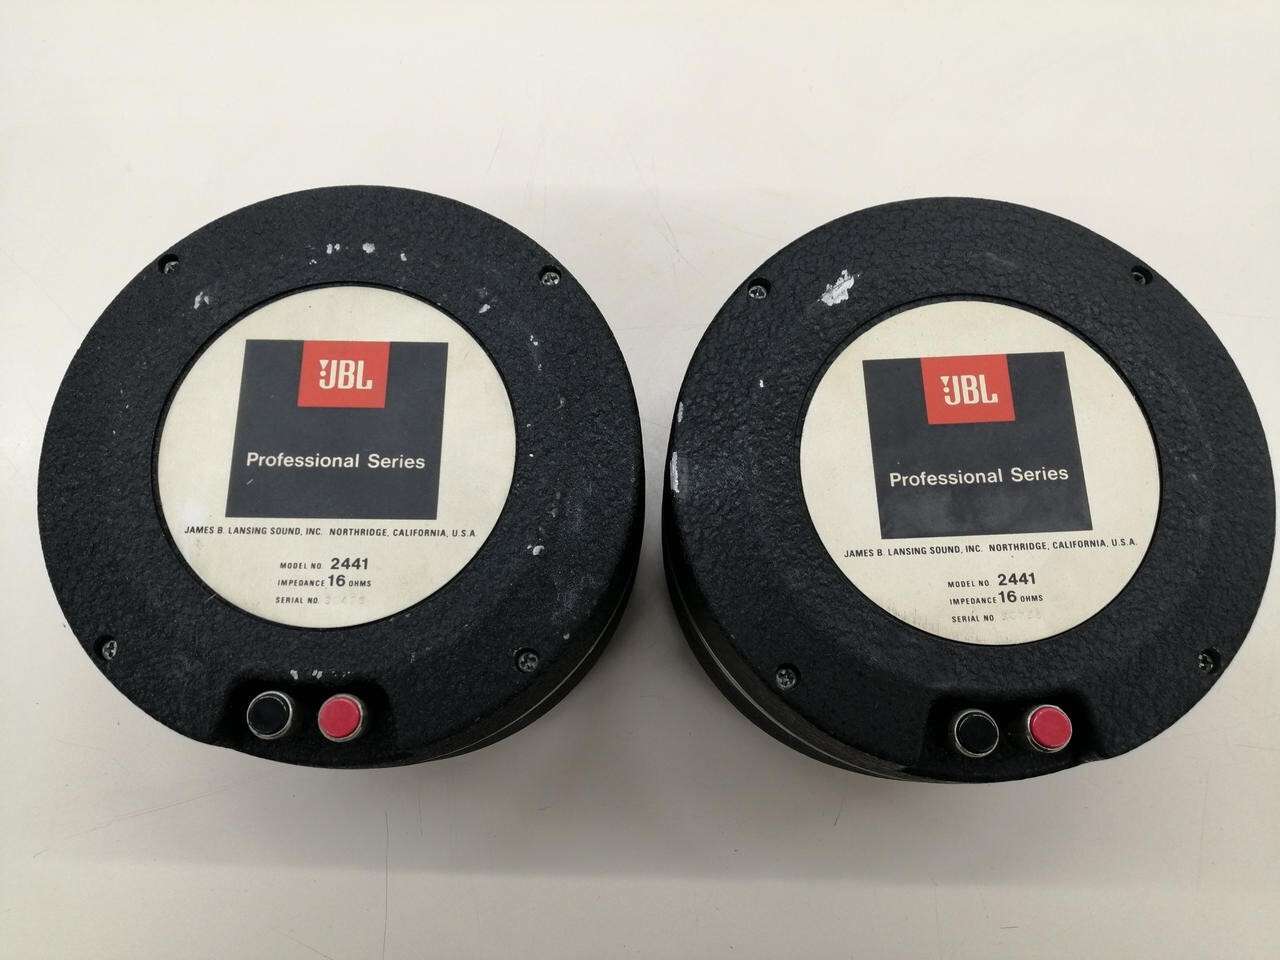 JBL
Professional Series
JAMES B. LANSING SOUND, INC. NORTHRIDGE, CALIFORNIA, U.S.A.
MODEL NO. 2441
IMPEDANCE 16 OHMS
SERIAL NO.
JBL
Professional Series
JAMES B. LANSING SOUND, INC. NORTHRIDGE, CALIFORNIA, U.S.A.
MODEL NO. 2441
IMPEDANCE 16 OHMS
SERIAL NO.